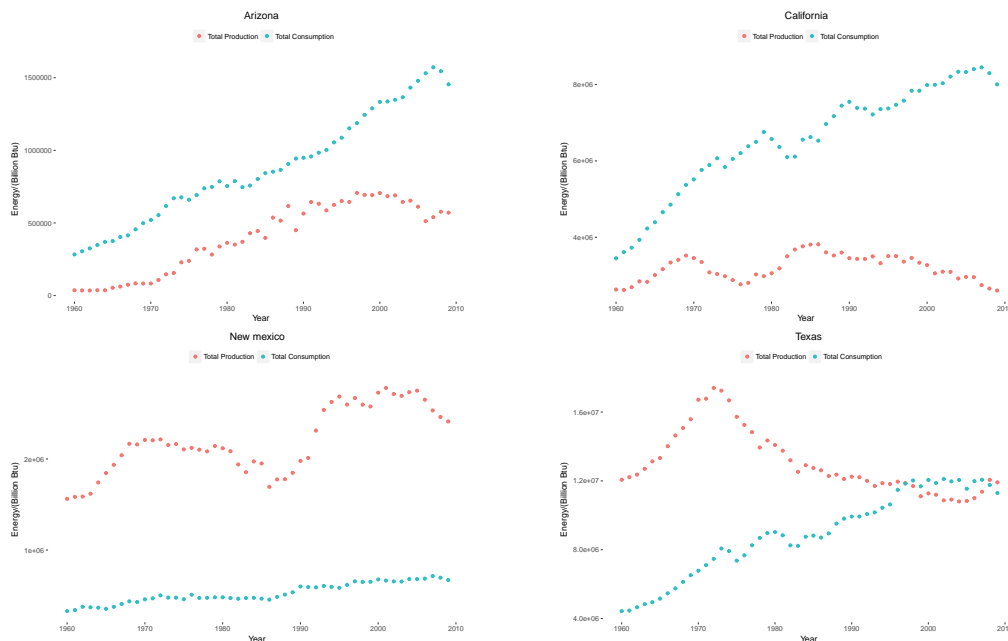 Arizona
Total Production Total Consumption
Energy/(Billion Btu)
1500000
1000000
500000
0
1960 1970 1980 1990 2000 2010
Year
California
Total Production Total Consumption
Energy/(Billion Btu)
8e+06
6e+06
4e+06
1960 1970 1980 1990 2000 2010
Year
New mexico
Total Production Total Consumption
Energy/(Billion Btu)
2e+06
1e+06
1960 1970 1980 1990 2000 2010
Year
Texas
Total Production Total Consumption
Energy/(Billion Btu)
1.6e+07
1.2e+07
8.0e+06
4.0e+06
1960 1970 1980 1990 2000 2010
Year